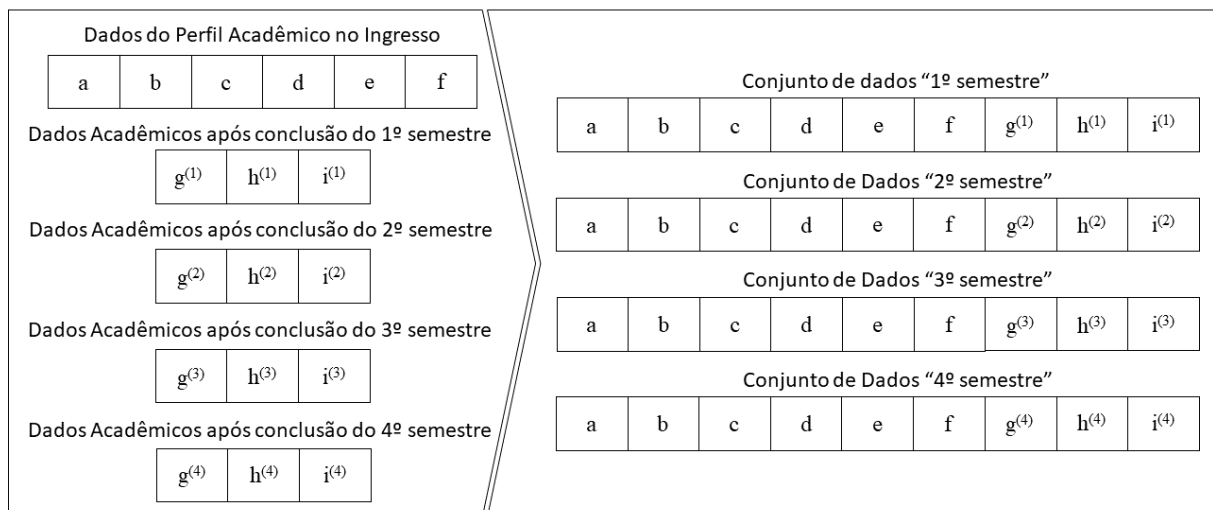 Dados do Perfil Acadêmico no Ingresso
a b c d e f
Dados Acadêmicos após conclusão do 1º semestre
g(1) h(1) i(1)
Dados Acadêmicos após conclusão do 2º semestre
g(2) h(2) i(2)
Dados Acadêmicos após conclusão do 3º semestre
g(3) h(3) i(3)
Dados Acadêmicos após conclusão do 4º semestre
g(4) h(4) i(4)
Conjunto de dados “1º semestre”
a b c d e f g(1) h(1) i(1)
Conjunto de Dados “2º semestre”
a b c d e f g(2) h(2) i(2)
Conjunto de Dados “3º semestre”
a b c d e f g(3) h(3) i(3)
Conjunto de Dados “4º semestre”
a b c d e f g(4) h(4) i(4)